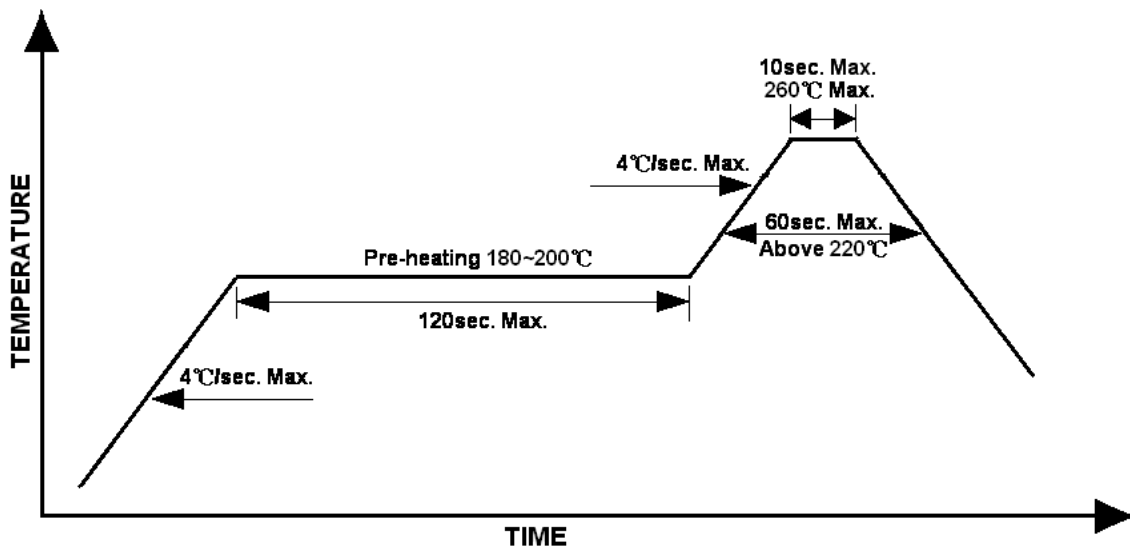 10sec. Max.
260℃ Max.
4℃/sec. Max.
60sec. Max.
Above 220℃
Pre-heating 180~200℃
120sec. Max.
4℃/sec. Max.
TEMPERATURE
TIME